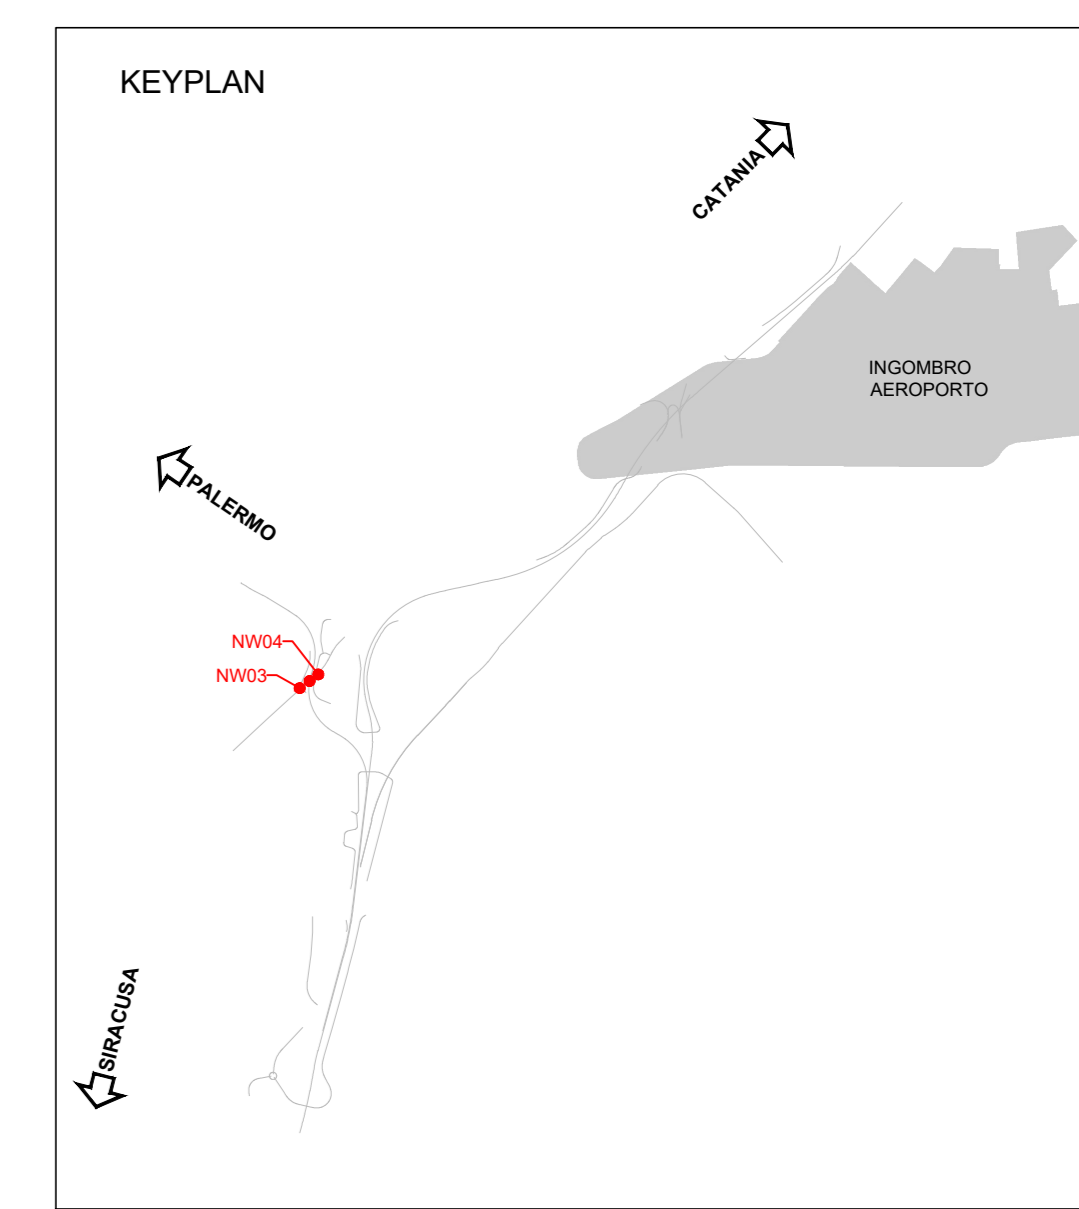 KEYPLAN
CATANIA
INGOMBRO
AEROPORTO
PALERMO
NW04
NW03
SIRACUSA